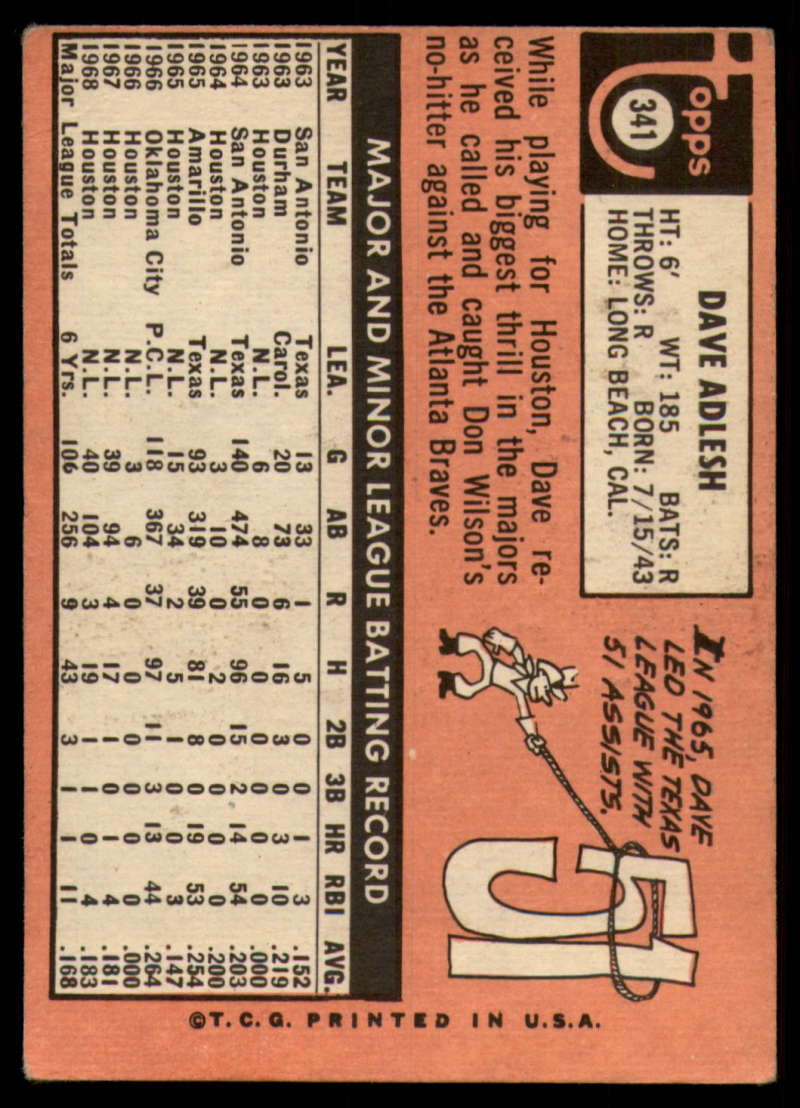 Topps
341
DAVE ADLESH
HT: 6' WT: 185 BATS: R
THROWS: R BORN: 7/15/43
HOME: LONG BEACH, CAL.
While playing for Houston, Dave re-
ceived his biggest thrill in the majors
as he called and caught Don Wilson's
no-hitter against the Atlanta Braves.
IN 1965, DAVE
LED THE TEXAS
LEAGUE WITH
51 ASSISTS.
51
MAJOR AND MINOR LEAGUE BATTING RECORD
YEAR TEAM LEA. G AB R H 2B 3B HR RBI AVG.
1963 San Antonio Texas 13 33 1 5 0 0 1 3 .152
1963 Durham Carol. 20 73 6 16 3 0 3 10 .219
1963 Houston N.L. 6 8 0 0 0 0 0 0 .000
1964 San Antonio Texas 140 474 55 96 15 2 14 54 .203
1964 Houston N.L. 3 10 0 2 0 0 0 0 .200
1965 Amarillo Texas 93 319 39 81 8 0 19 53 .254
1965 Houston N.L. 15 34 2 5 1 0 0 3 .147
1966 Oklahoma City P.C.L. 118 367 37 97 11 3 13 44 .264
1966 Houston N.L. 3 6 0 0 0 0 0 0 .000
1967 Houston N.L. 39 94 4 17 1 0 1 4 .181
1968 Houston N.L. 40 104 3 19 1 1 0 4 .183
Major League Totals 6 Yrs. 106 256 9 43 3 1 1 11 .168
©T.C.G. PRINTED IN U.S.A.